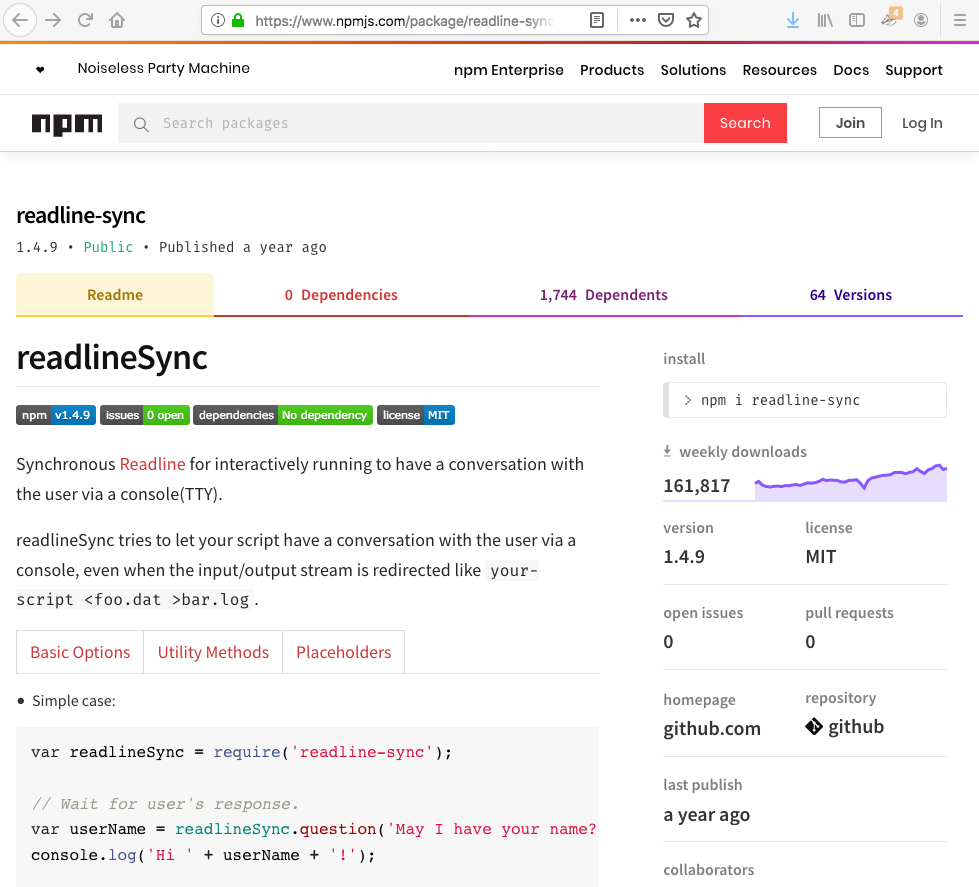 https://www.npmjs.com/package/readline-sync
4
❤ Noiseless Party Machine
npm Enterprise Products Solutions Resources Docs Support
npm
Search packages
Search
Join
Log In
readline-sync
1.4.9 • Public • Published a year ago
Readme
0 Dependencies
1,744 Dependents
64 Versions
readlineSync
npm v1.4.9 issues 0 open dependencies No dependency license MIT
Synchronous Readline for interactively running to have a conversation with
the user via a console(TTY).
readlineSync tries to let your script have a conversation with the user via a
console, even when the input/output stream is redirected like your-
script <foo.dat >bar.log .
Basic Options Utility Methods Placeholders
• Simple case:
var readlineSync = require('readline-sync');
// Wait for user's response.
var userName = readlineSync.question('May I have your name?
console.log('Hi ' + userName + '!');
install
> npm i readline-sync
weekly downloads
161,817
version
1.4.9
license
MIT
open issues
0
pull requests
0
homepage
github.com
repository
github
last publish
a year ago
collaborators